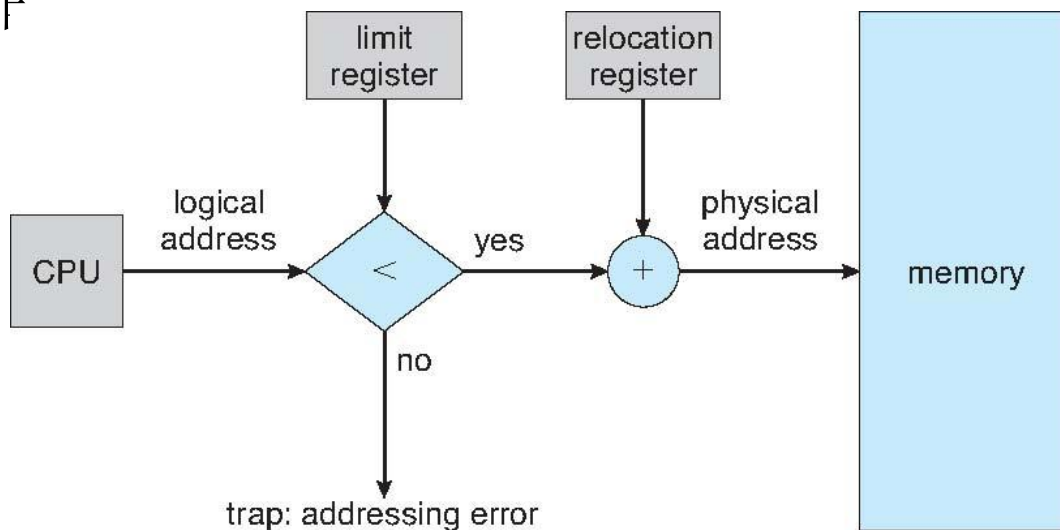 limit
register
relocation
register
logical
address
physical
address
CPU
<
yes
+
memory
no
trap: addressing error